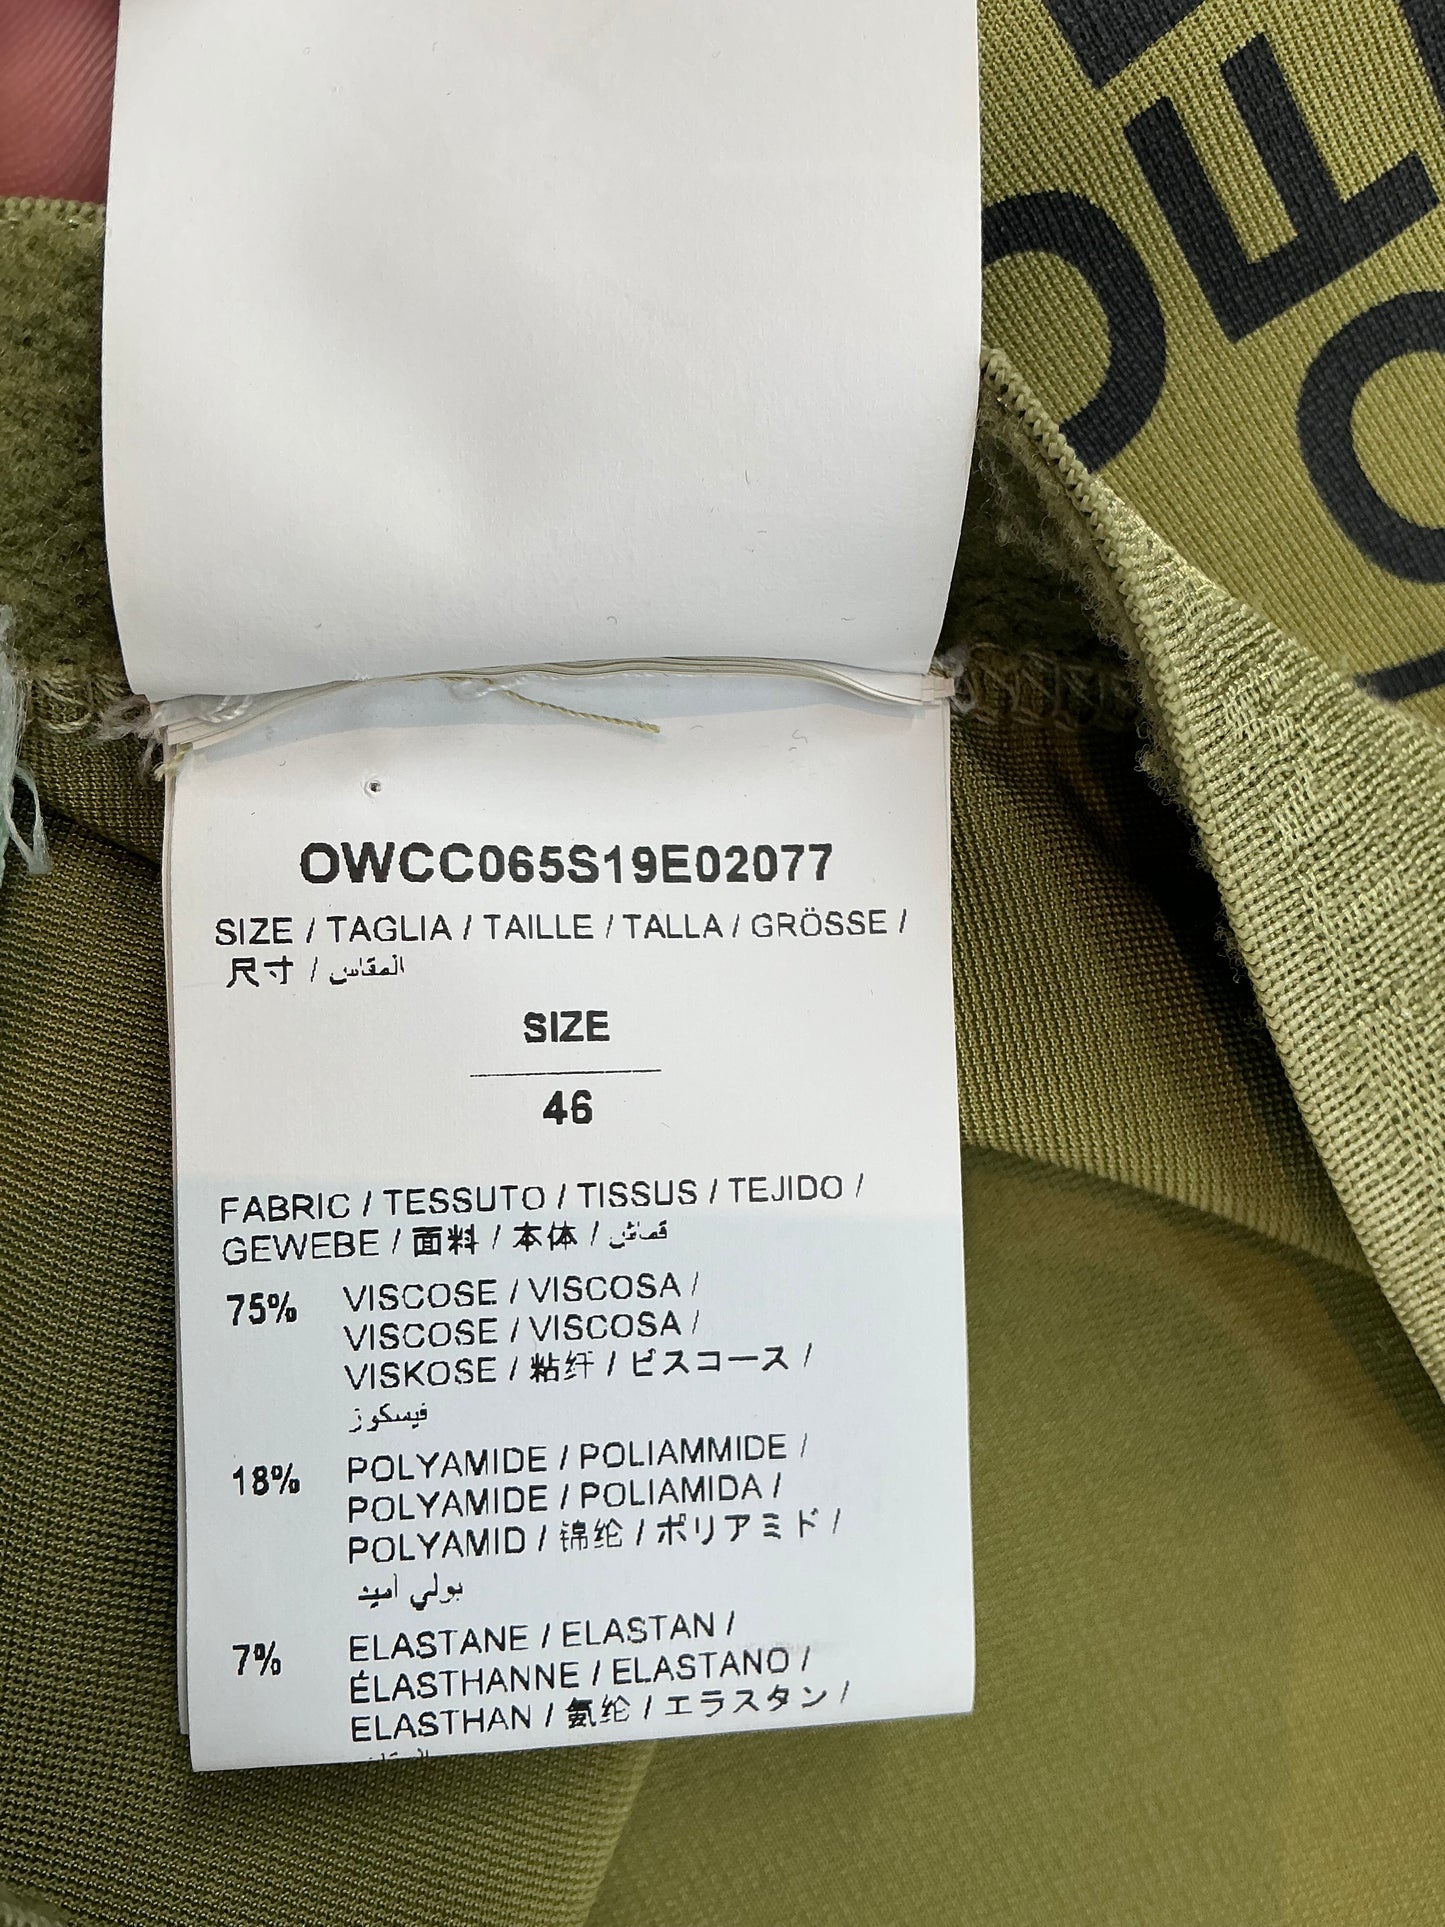 OFF
OWCC065S19E02077
SIZE / TAGLIA / TAILLE / TALLA / GRÖSSE /
尺寸 / المقاس
SIZE
46
FABRIC / TESSUTO / TISSUS / TEJIDO /
GEWEBE / 面料 / 本体 / قماش
75% VISCOSE / VISCOSA /
VISCOSE / VISCOSA /
VISKOSE / 粘纤 / ビスコース /
فيسكوز
18% POLYAMIDE / POLIAMMIDE /
POLYAMIDE / POLIAMIDA /
POLYAMID / 锦纶 / ポリアミド /
بولي اميد
7% ELASTANE / ELASTAN /
ÉLASTHANNE / ELASTANO /
ELASTHAN / 氨纶 / エラスタン /